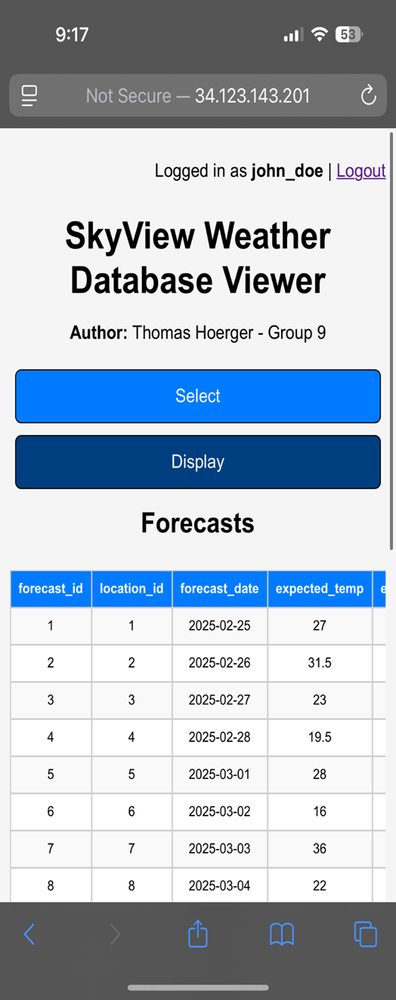 9:17
53
Not Secure — 34.123.143.201
Logged in as john_doe | Logout
SkyView Weather
Database Viewer
Author: Thomas Hoerger - Group 9
Select
Display
Forecasts
forecast_id location_id forecast_date expected_temp e
1 1 2025-02-25 27
2 2 2025-02-26 31.5
3 3 2025-02-27 23
4 4 2025-02-28 19.5
5 5 2025-03-01 28
6 6 2025-03-02 16
7 7 2025-03-03 36
8 8 2025-03-04 22